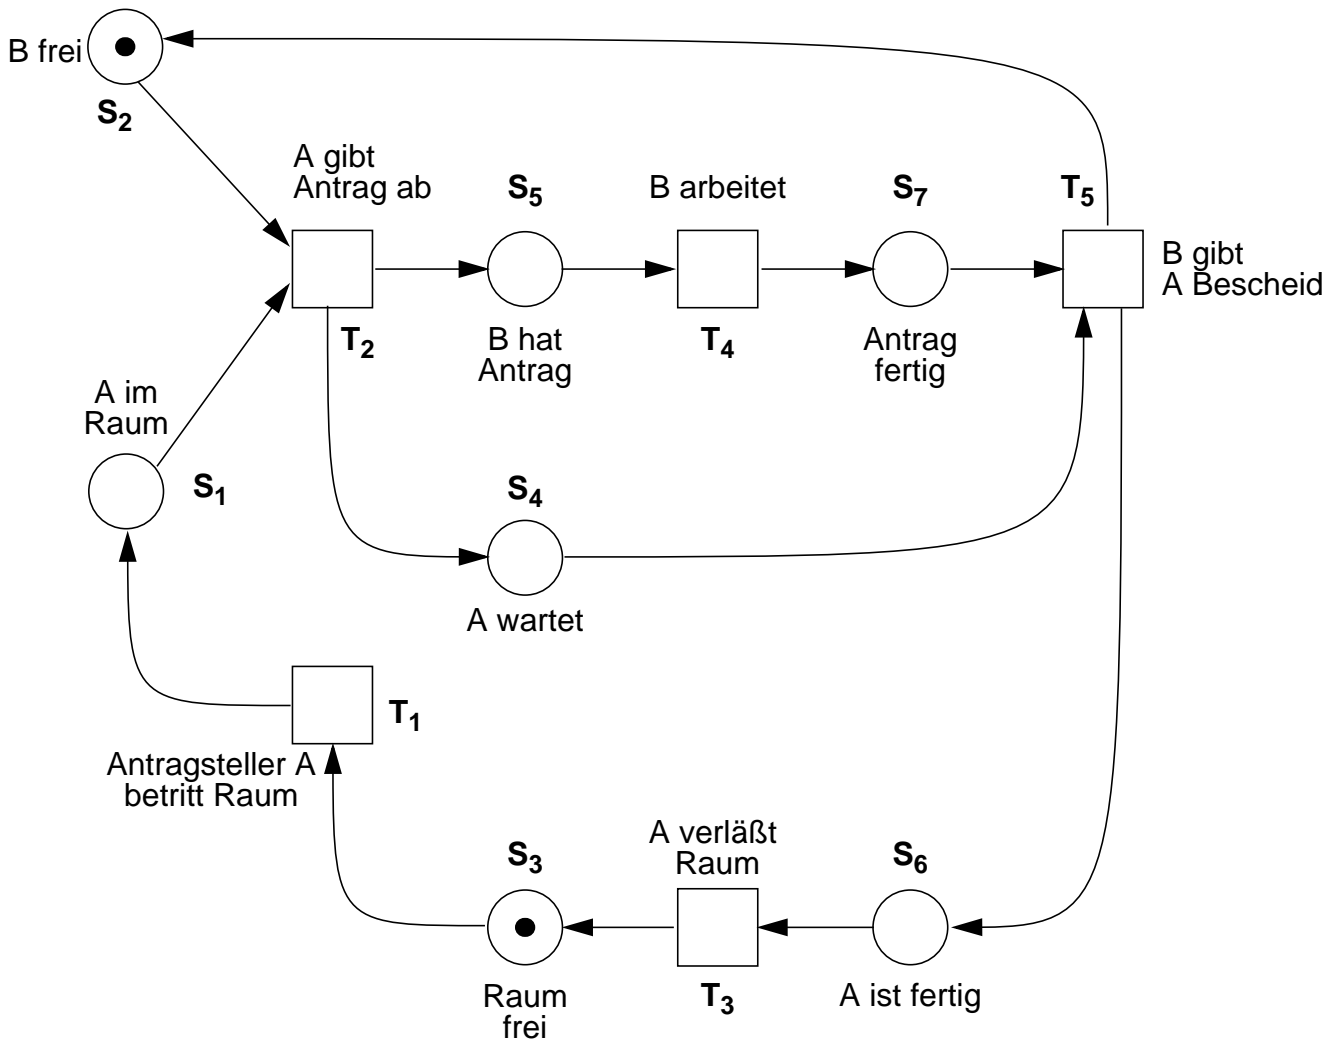 B frei
S2
A gibt
Antrag ab
S5
B arbeitet
S7
T5
B gibt
A Bescheid
T2
B hat
Antrag
T4
Antrag
fertig
A im
Raum
S1
S4
A wartet
T1
Antragsteller A
betritt Raum
A verläßt
Raum
S3
S6
Raum
frei
T3
A ist fertig